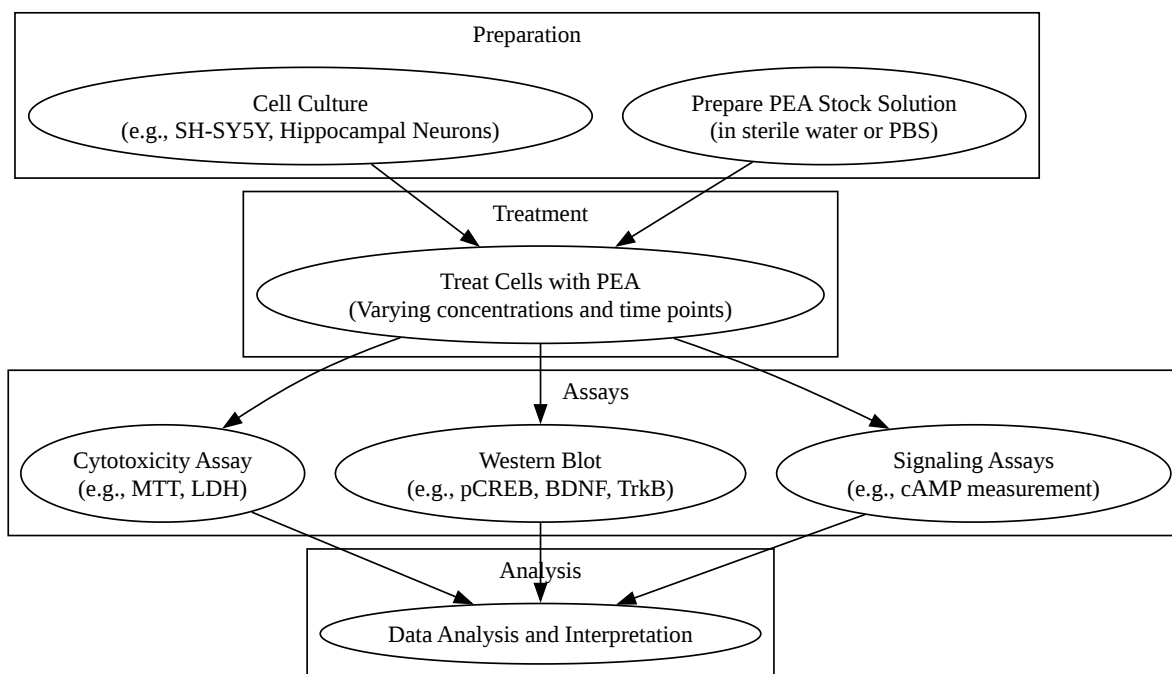 Preparation
Cell Culture
(e.g., SH-SY5Y, Hippocampal Neurons)
Prepare PEA Stock Solution
(in sterile water or PBS)
Treatment
Treat Cells with PEA
(Varying concentrations and time points)
Assays
Cytotoxicity Assay
(e.g., MTT, LDH)
Western Blot
(e.g., pCREB, BDNF, TrkB)
Signaling Assays
(e.g., cAMP measurement)
Analysis
Data Analysis and Interpretation